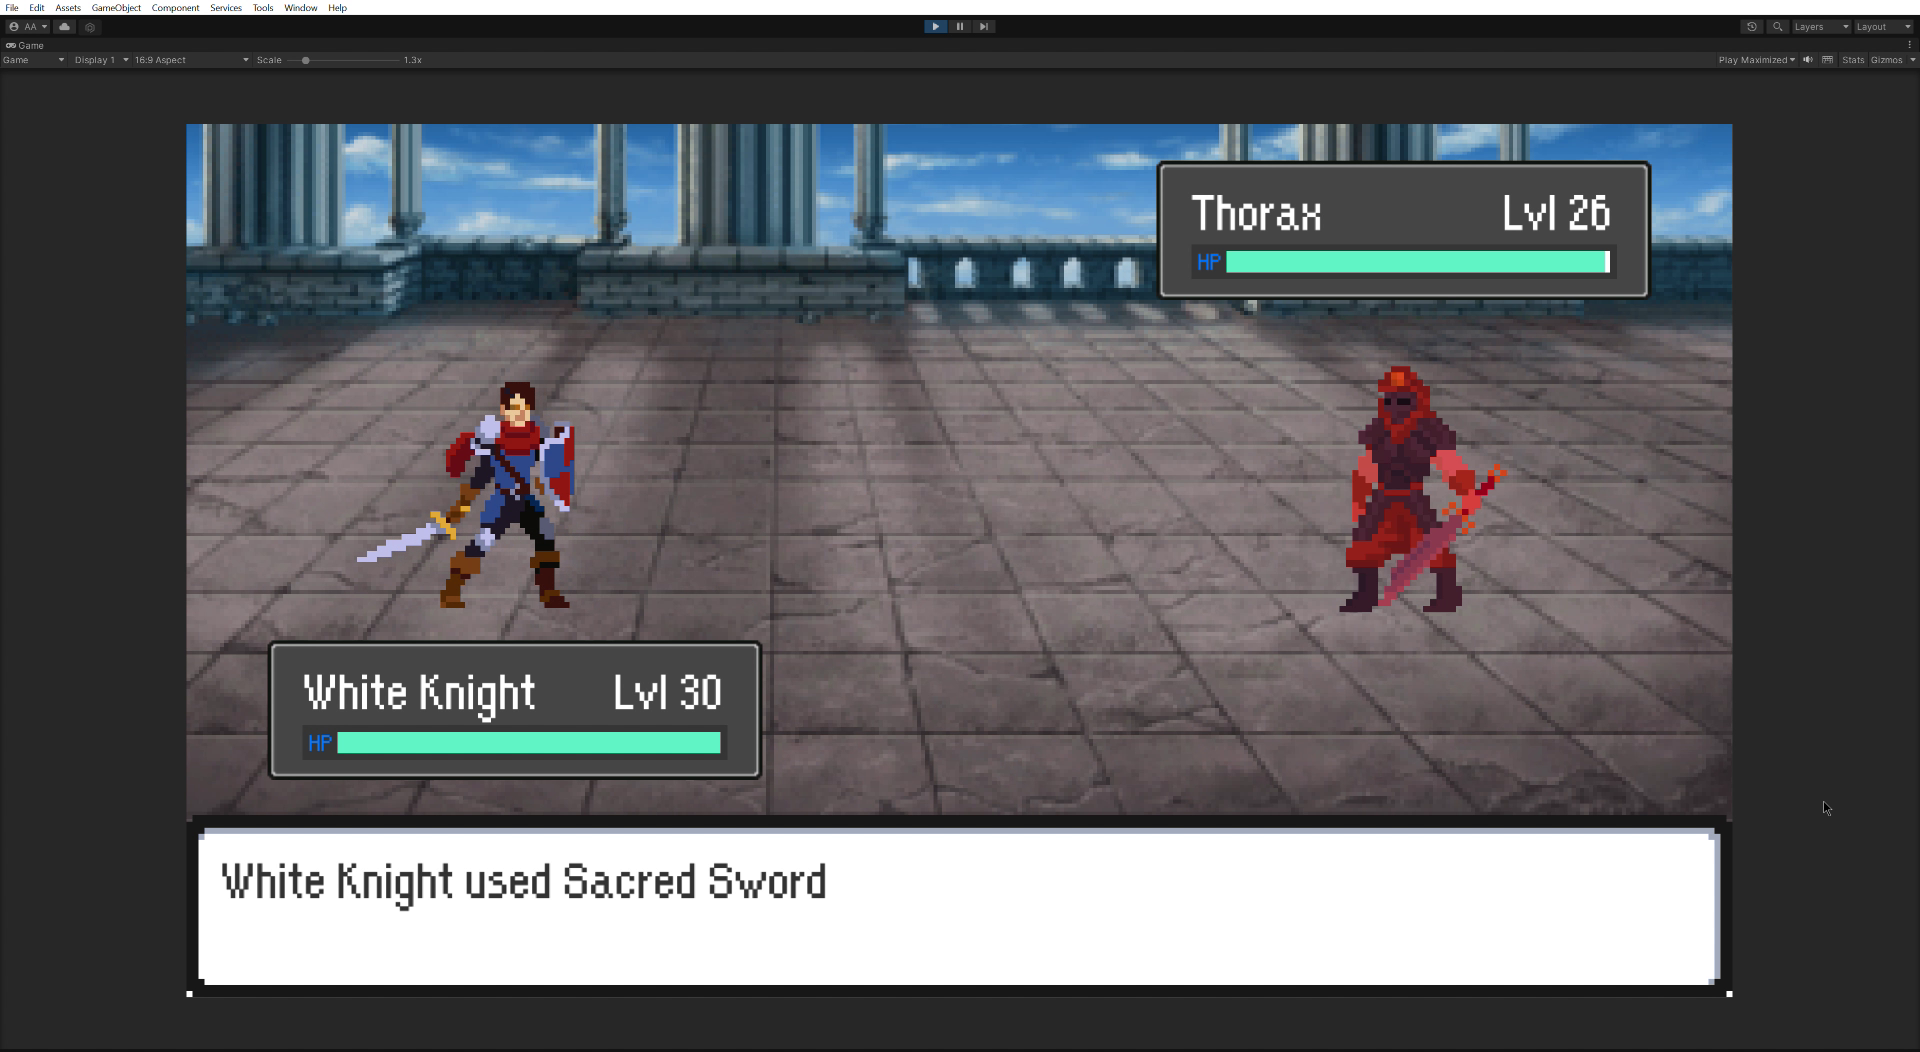 File Edit Assets GameObject Component Services Tools Window Help
AA Layers Layout
Game
Game Display 1 16:9 Aspect Scale 1.3x Play Maximized Stats Gizmos
Thorax Lvl 26
HP
White Knight Lvl 30
HP
White Knight used Sacred Sword